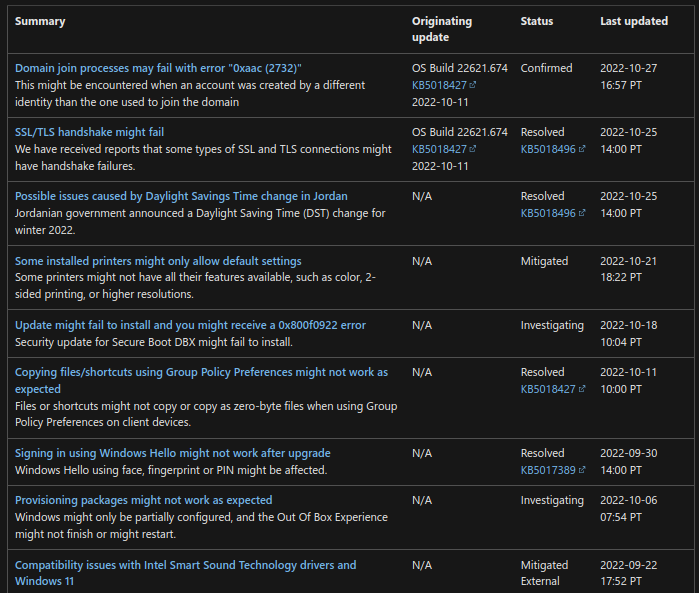 Summary
Originating update
Status
Last updated
Domain join processes may fail with error "0xaac (2732)"
This might be encountered when an account was created by a different
identity than the one used to join the domain
OS Build 22621.674
KB5018427
2022-10-11
Confirmed
2022-10-27
16:57 PT
SSL/TLS handshake might fail
We have received reports that some types of SSL and TLS connections might
have handshake failures.
OS Build 22621.674
KB5018427
2022-10-11
Resolved
KB5018496
2022-10-25
14:00 PT
Possible issues caused by Daylight Savings Time change in Jordan
Jordanian government announced a Daylight Saving Time (DST) change for
winter 2022.
N/A
Resolved
KB5018496
2022-10-25
14:00 PT
Some installed printers might only allow default settings
Some printers might not have all their features available, such as color, 2-
sided printing, or higher resolutions.
N/A
Mitigated
2022-10-21
18:22 PT
Update might fail to install and you might receive a 0x800f0922 error
Security update for Secure Boot DBX might fail to install.
N/A
Investigating
2022-10-18
10:04 PT
Copying files/shortcuts using Group Policy Preferences might not work as
expected
Files or shortcuts might not copy or copy as zero-byte files when using Group
Policy Preferences on client devices.
N/A
Resolved
KB5018427
2022-10-11
10:00 PT
Signing in using Windows Hello might not work after upgrade
Windows Hello using face, fingerprint or PIN might be affected.
N/A
Resolved
KB5017389
2022-09-30
14:00 PT
Provisioning packages might not work as expected
Windows might only be partially configured, and the Out Of Box Experience
might not finish or might restart.
N/A
Investigating
2022-10-06
07:54 PT
Compatibility issues with Intel Smart Sound Technology drivers and
Windows 11
N/A
Mitigated
External
2022-09-22
17:52 PT